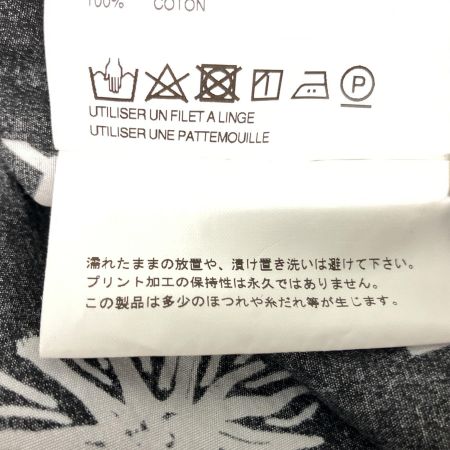 100% COTON
P
UTILISER UN FILET A LINGE
UTILISER UNE PATTEMOUILLE
濡れたままの放置や、漬け置き洗いは避けて下さい。
プリント加工の保持性は永久ではありません。
この製品は多少のほつれや糸だれ等が生じます。